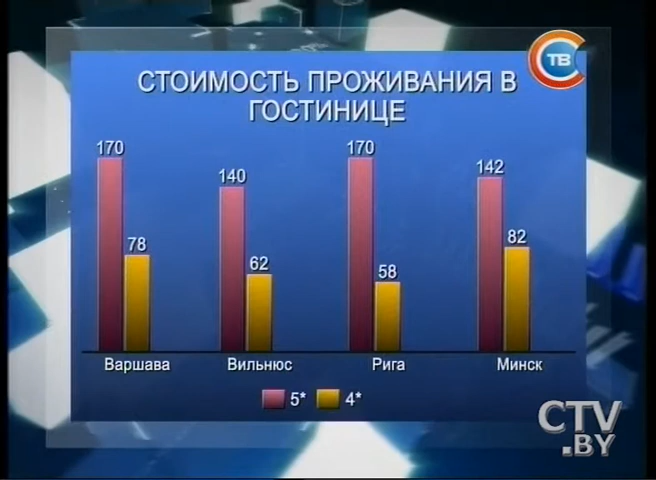 СТВ
СТОИМОСТЬ ПРОЖИВАНИЯ В
ГОСТИНИЦЕ
170 140 170 142
78 62 58 82
Варшава Вильнюс Рига Минск
5* 4*
CTV
.BY